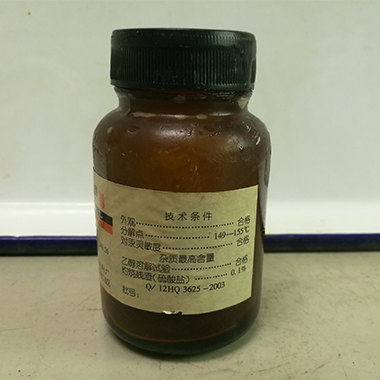 技术条件
外观............合格
分解点............149—155℃
对汞灵敏度............合格
杂质最高含量
乙醇溶解试验............合格
灼烧残渣(硫酸盐)............0.1%
Q/12HQ 3625-2003
批号: